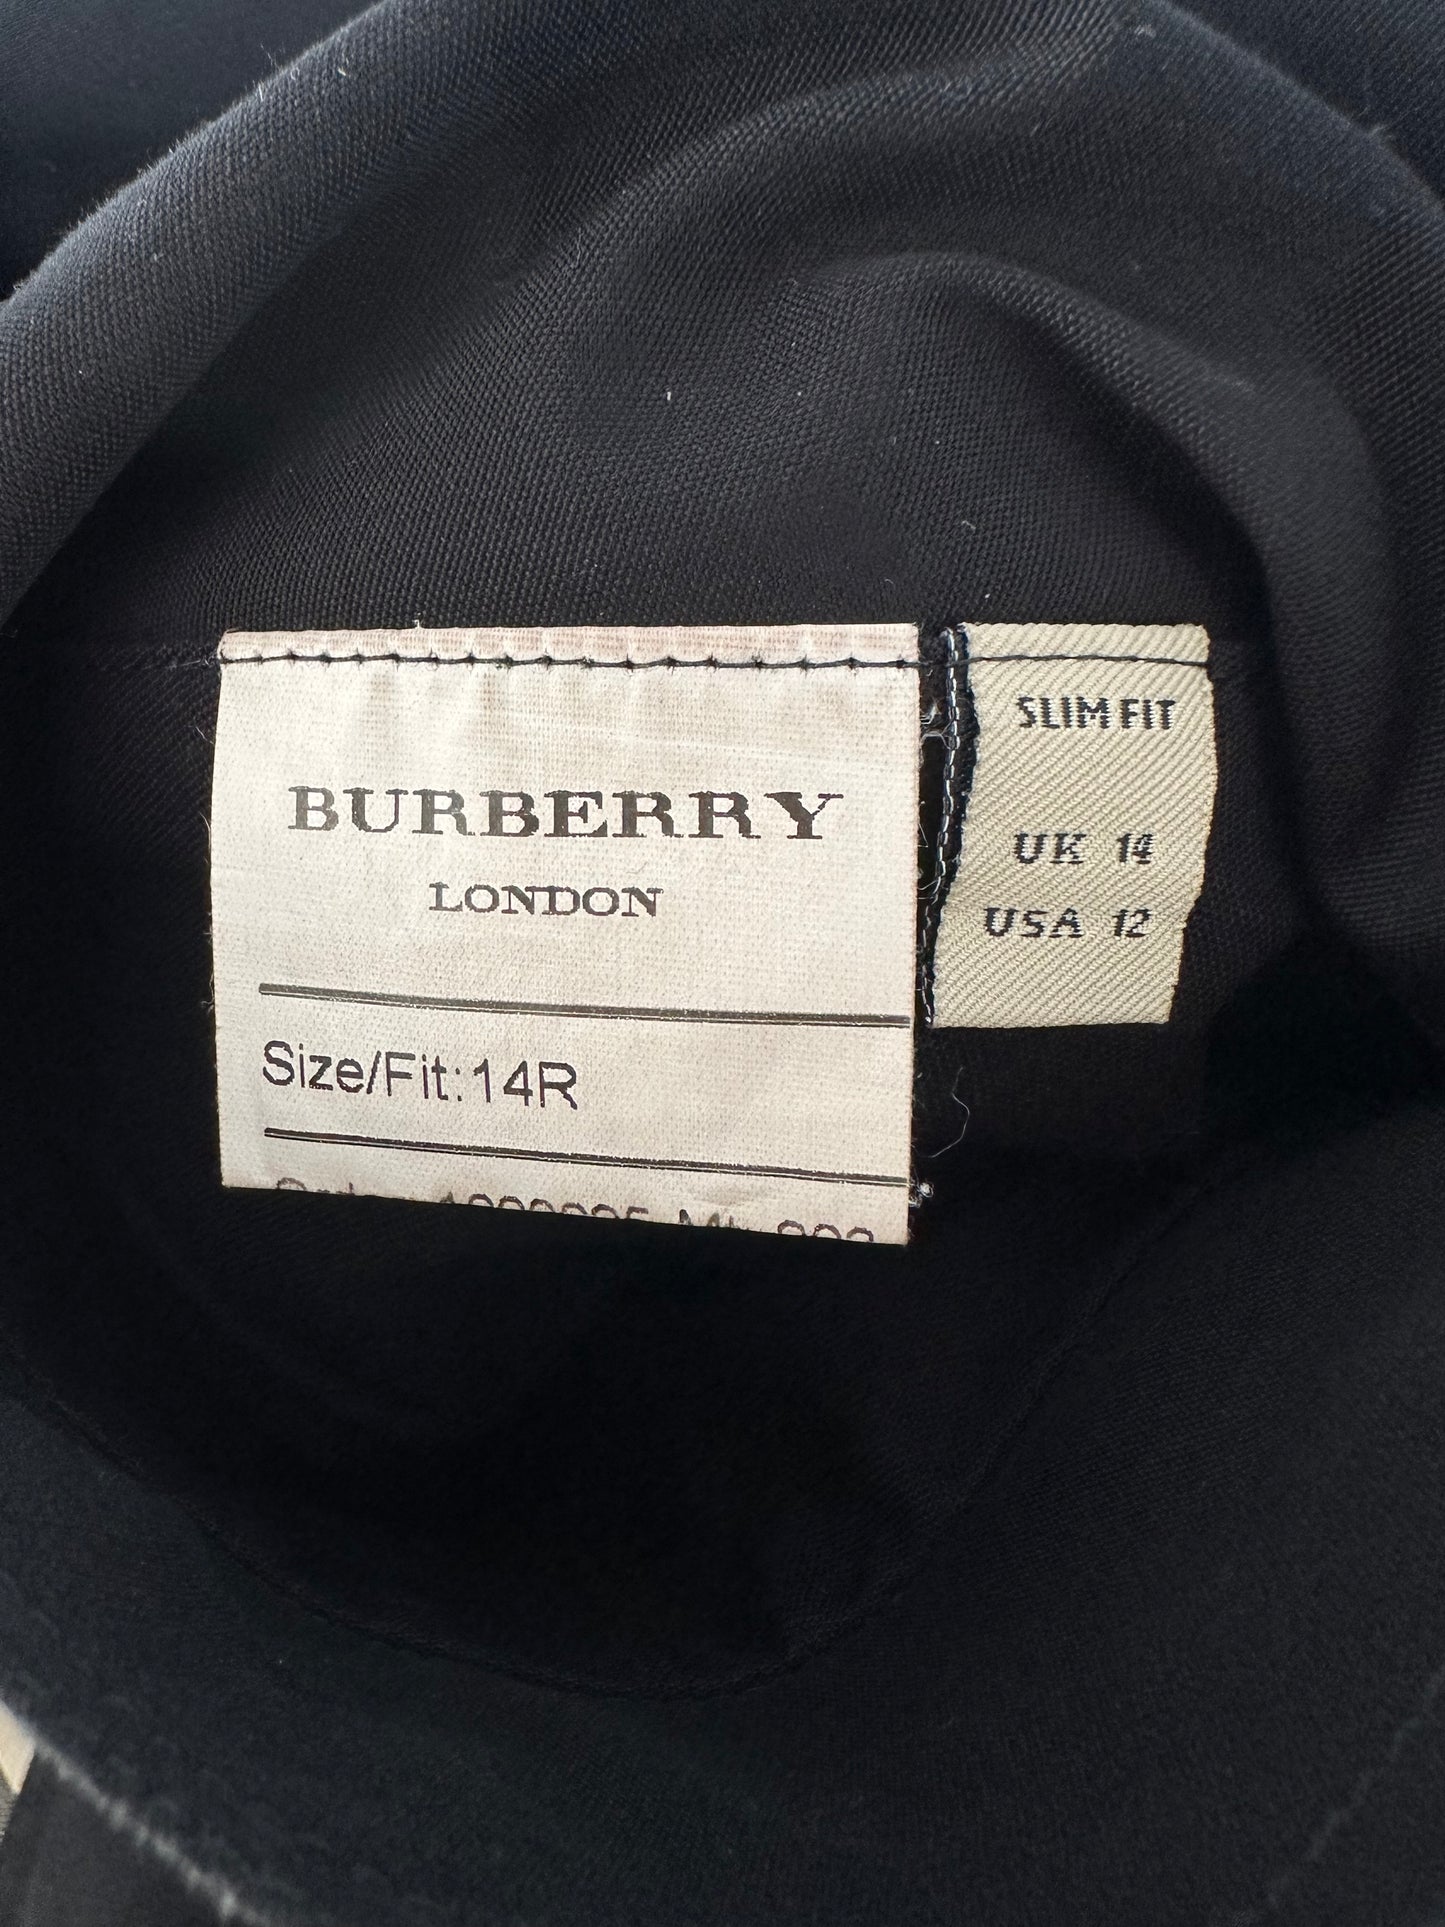 BURBERRY
LONDON
Size/Fit:14R
SLIM FIT
UK 14
USA 12